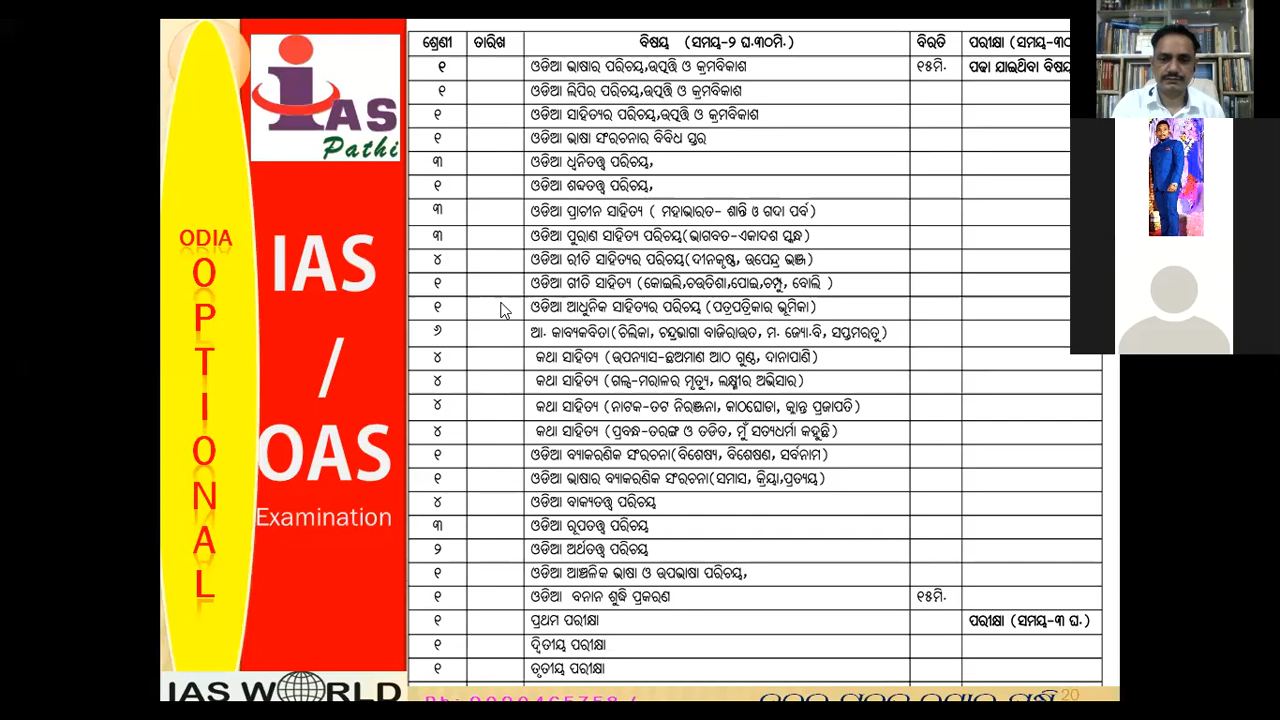 iAS
Pathi
ODIA
OPTIONAL
IAS
/
OAS
Examination
IAS WORLD
ଶ୍ରେଣୀ ତାରିଖ ବିଷୟ (ସମୟ-୨ ଘ.୩୦ମି.) ବିରତି ପରୀକ୍ଷା (ସମୟ-୩୦
୧ ଓଡିଆ ଭାଷାର ପରିଚୟ,ଉତ୍ପତ୍ତି ଓ କ୍ରମବିକାଶ ୧୫ମି. ପଢା ଯାଇଥିବା ବିଷୟ
୧ ଓଡିଆ ଲିପିର ପରିଚୟ,ଉତ୍ପତ୍ତି ଓ କ୍ରମବିକାଶ
୧ ଓଡିଆ ସାହିତ୍ୟର ପରିଚୟ,ଉତ୍ପତ୍ତି ଓ କ୍ରମବିକାଶ
୧ ଓଡିଆ ଭାଷା ସଂରଚନାର ବିବିଧ ସ୍ତର
୩ ଓଡିଆ ଧ୍ୱନିତତ୍ତ୍ୱ ପରିଚୟ,
୧ ଓଡିଆ ଶବ୍ଦତତ୍ତ୍ୱ ପରିଚୟ,
୩ ଓଡିଆ ପ୍ରାଚୀନ ସାହିତ୍ୟ ( ମହାଭାରତ- ଶାନ୍ତି ଓ ଗଦା ପର୍ବ)
୩ ଓଡିଆ ପୁରାଣ ସାହିତ୍ୟ ପରିଚୟ(ଭାଗବତ-ଏକାଦଶ ସ୍କନ୍ଧ)
୪ ଓଡିଆ ରୀତି ସାହିତ୍ୟର ପରିଚୟ(ଦୀନକୃଷ୍ଣ, ଉପେନ୍ଦ୍ର ଭଞ୍ଜ)
୧ ଓଡିଆ ଗୀତି ସାହିତ୍ୟ (କୋଇଲି,ଚଉତିଶା,ପୋଇ,ଚମ୍ପୁ, ବୋଲି )
୧ ଓଡିଆ ଆଧୁନିକ ସାହିତ୍ୟର ପରିଚୟ (ପତ୍ରପତ୍ରିକାର ଭୂମିକା)
୬ ଆ. କାବ୍ୟକବିତା(ଚିଲିକା, ଚନ୍ଦ୍ରଭାଗା ବାଜିରାଉତ, ମ. ଜ୍ୟୋ.ବି, ସପ୍ତମଋତୁ)
୪ କଥା ସାହିତ୍ୟ (ଉପନ୍ୟାସ-ଛଅମାଣ ଆଠ ଗୁଣ୍ଠ, ଦାନାପାଣି)
୪ କଥା ସାହିତ୍ୟ (ଗଳ୍ପ-ମରାଳର ମୃତ୍ୟୁ, ଲକ୍ଷ୍ମୀର ଅଭିସାର)
୪ କଥା ସାହିତ୍ୟ (ନାଟକ-ତଟ ନିରଞ୍ଜନା, କାଠଘୋଡା, କ୍ଳାନ୍ତ ପ୍ରଜାପତି)
୪ କଥା ସାହିତ୍ୟ (ପ୍ରବନ୍ଧ-ତରଙ୍ଗ ଓ ତଡିତ, ମୁଁ ସତ୍ୟଧର୍ମା କହୁଛି)
୧ ଓଡିଆ ବ୍ୟାକରଣିକ ସଂରଚନା(ବିଶେଷ୍ୟ, ବିଶେଷଣ, ସର୍ବନାମ)
୧ ଓଡିଆ ଭାଷାର ବ୍ୟାକରଣିକ ସଂରଚନା(ସମାସ, କ୍ରିୟା,ପ୍ରତ୍ୟୟ)
୪ ଓଡିଆ ବାକ୍ୟତତ୍ତ୍ୱ ପରିଚୟ
୩ ଓଡିଆ ରୂପତତ୍ତ୍ୱ ପରିଚୟ
୨ ଓଡିଆ ଅର୍ଥତତ୍ତ୍ୱ ପରିଚୟ
୧ ଓଡିଆ ଆଞ୍ଚଳିକ ଭାଷା ଓ ଉପଭାଷା ପରିଚୟ,
୧ ଓଡିଆ ବନାନ ଶୁଦ୍ଧି ପ୍ରକରଣ ୧୫ମି.
୧ ପ୍ରଥମ ପରୀକ୍ଷା ପରୀକ୍ଷା (ସମୟ-୩ ଘ.)
୧ ଦ୍ୱିତୀୟ ପରୀକ୍ଷା
୧ ତୃତୀୟ ପରୀକ୍ଷା
20